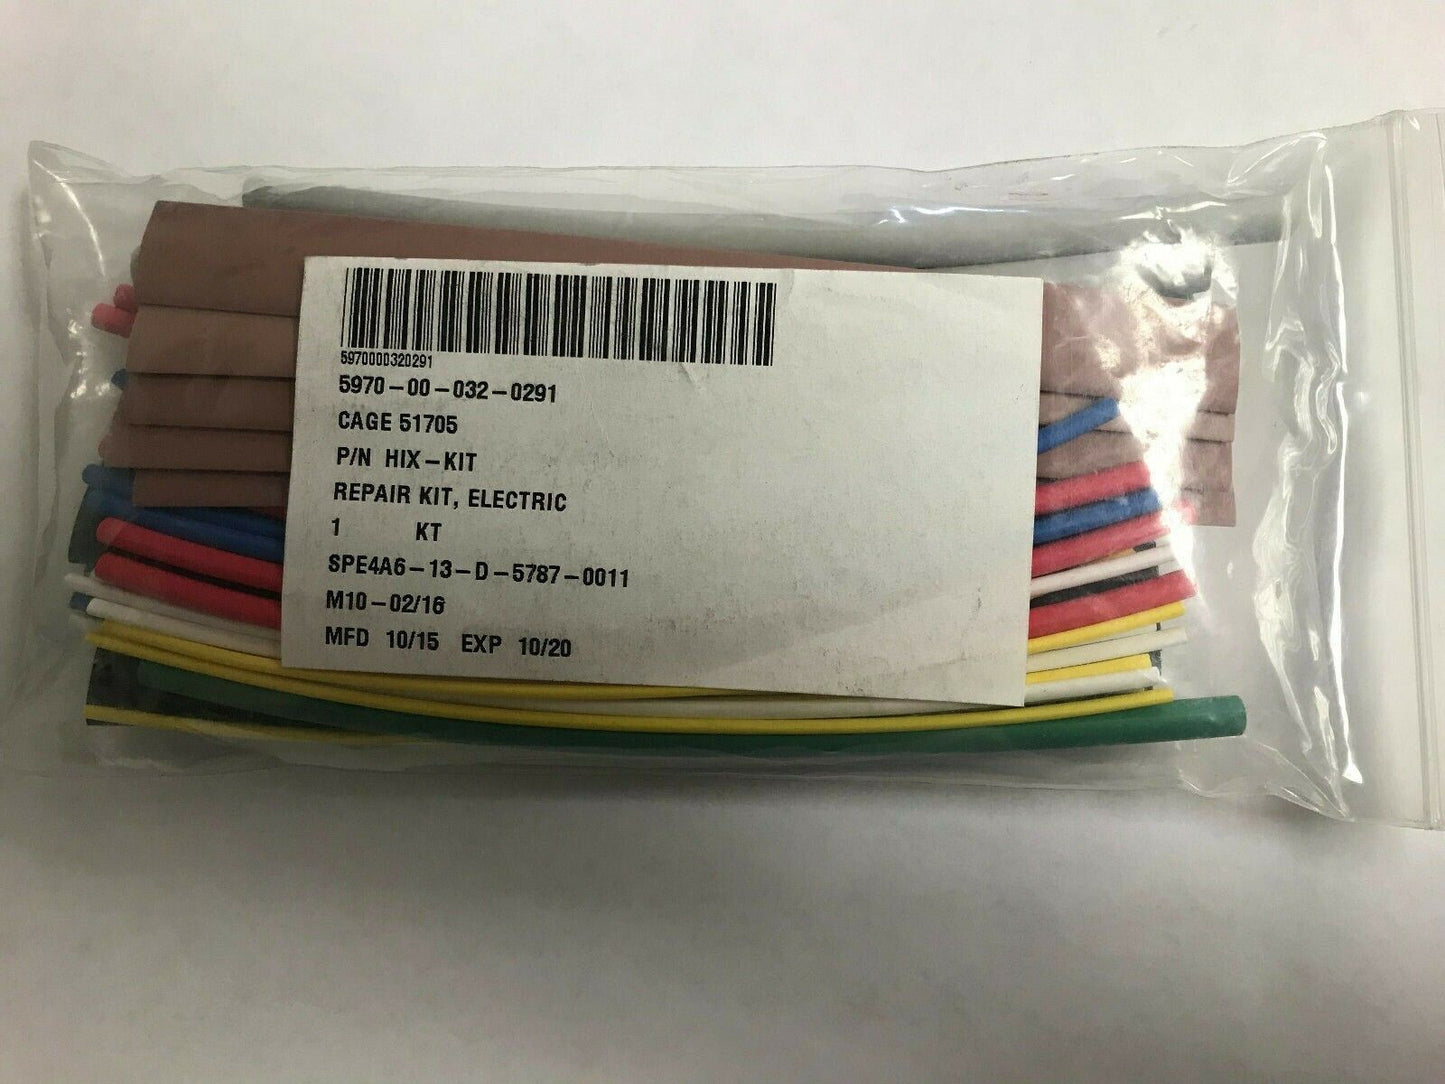 5970000320291
5970-00-032-0291
CAGE 51705
P/N HIX-KIT
REPAIR KIT, ELECTRIC
1 KT
SPE4A6-13-D-5787-0011
M10-02/16
MFD 10/15 EXP 10/20